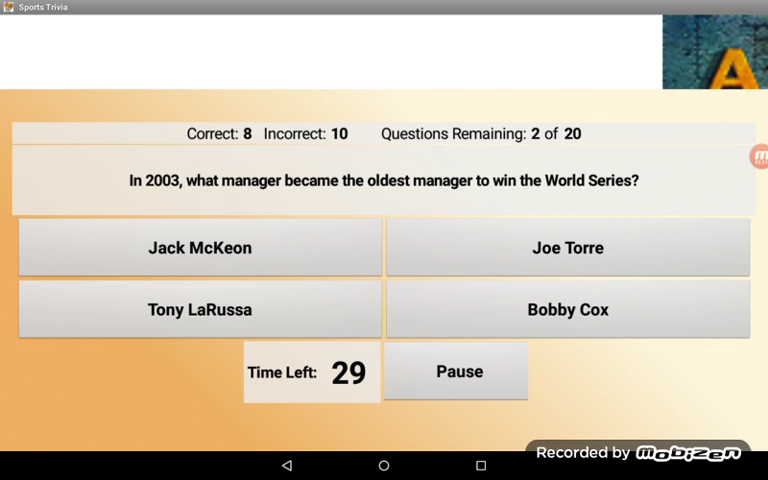 Sports Trivia
A
Correct: 8 Incorrect: 10 Questions Remaining: 2 of 20
In 2003, what manager became the oldest manager to win the World Series?
Jack McKeon
Joe Torre
Tony LaRussa
Bobby Cox
Time Left: 29
Pause
Recorded by mobizen